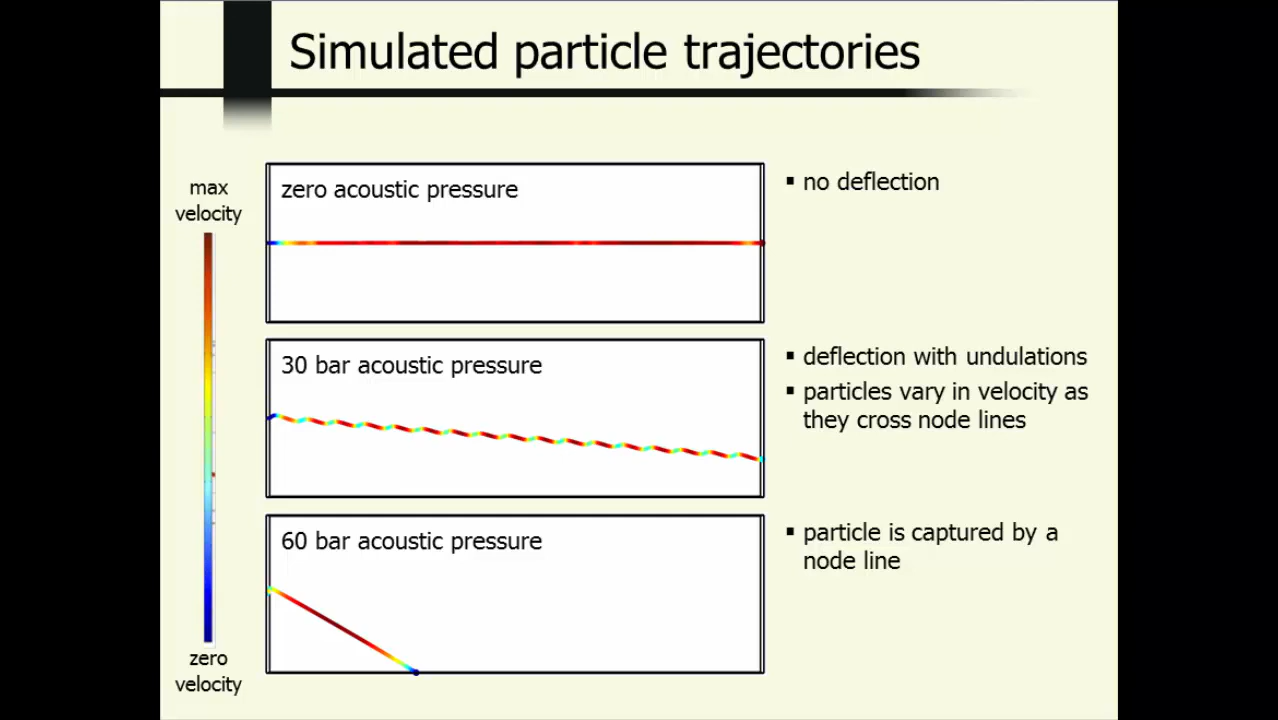 Simulated particle trajectories
max
velocity
zero
velocity
zero acoustic pressure
▪ no deflection
30 bar acoustic pressure
▪ deflection with undulations
▪ particles vary in velocity as
they cross node lines
60 bar acoustic pressure
▪ particle is captured by a
node line